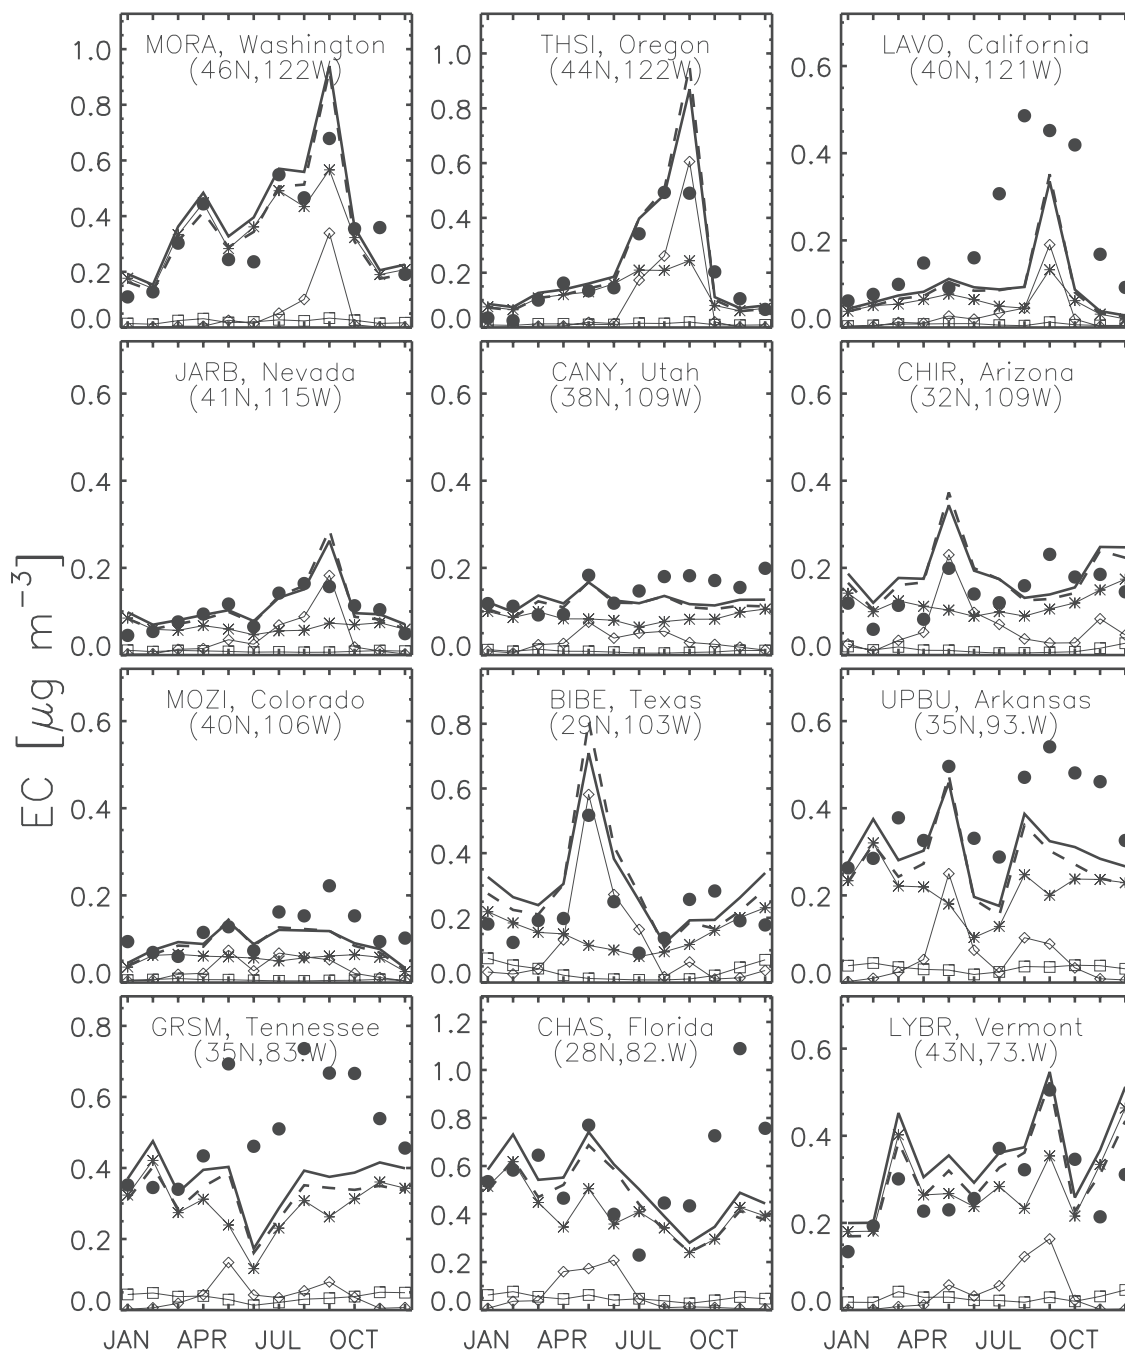 EC [μg m⁻³]
1.0
0.8
0.6
0.4
0.2
0.0
MORA, Washington
(46N,122W)
1.0
0.8
0.6
0.4
0.2
0.0
THSI, Oregon
(44N,122W)
0.6
0.4
0.2
0.0
LAVO, California
(40N,121W)
0.6
0.4
0.2
0.0
JARB, Nevada
(41N,115W)
0.6
0.4
0.2
0.0
CANY, Utah
(38N,109W)
0.6
0.4
0.2
0.0
CHIR, Arizona
(32N,109W)
0.6
0.4
0.2
0.0
MOZI, Colorado
(40N,106W)
0.8
0.6
0.4
0.2
0.0
BIBE, Texas
(29N,103W)
0.6
0.4
0.2
0.0
UPBU, Arkansas
(35N,93.W)
0.8
0.6
0.4
0.2
0.0
GRSM, Tennessee
(35N,83.W)
1.2
1.0
0.8
0.6
0.4
0.2
0.0
CHAS, Florida
(28N,82.W)
0.6
0.4
0.2
0.0
LYBR, Vermont
(43N,73.W)
JAN APR JUL OCT
JAN APR JUL OCT
JAN APR JUL OCT